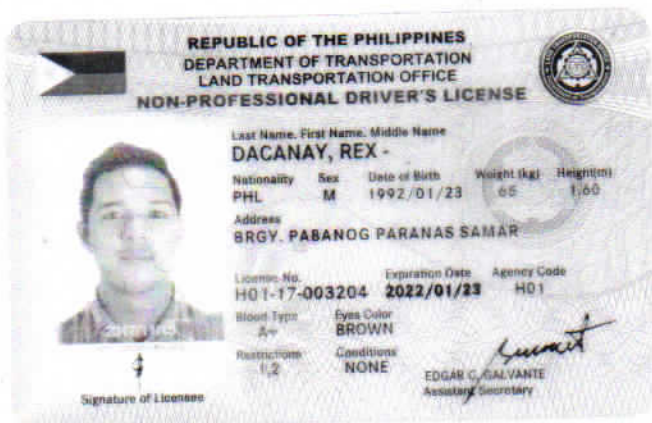 REPUBLIC OF THE PHILIPPINES
DEPARTMENT OF TRANSPORTATION
LAND TRANSPORTATION OFFICE
NON-PROFESSIONAL DRIVER'S LICENSE
Last Name, First Name, Middle Name
DACANAY, REX -
Nationality Sex Date of Birth Weight (kg) Height(m)
PHL M 1992/01/23 65 1.60
Address
BRGY. PABANOG PARANAS SAMAR
License No. Expiration Date Agency Code
H01-17-003204 2022/01/23 H01
Blood Type Eyes Color
A+ BROWN
Restrictions Conditions
1,2 NONE
EDGAR C. GALVANTE
Assistant Secretary
Signature of Licensee